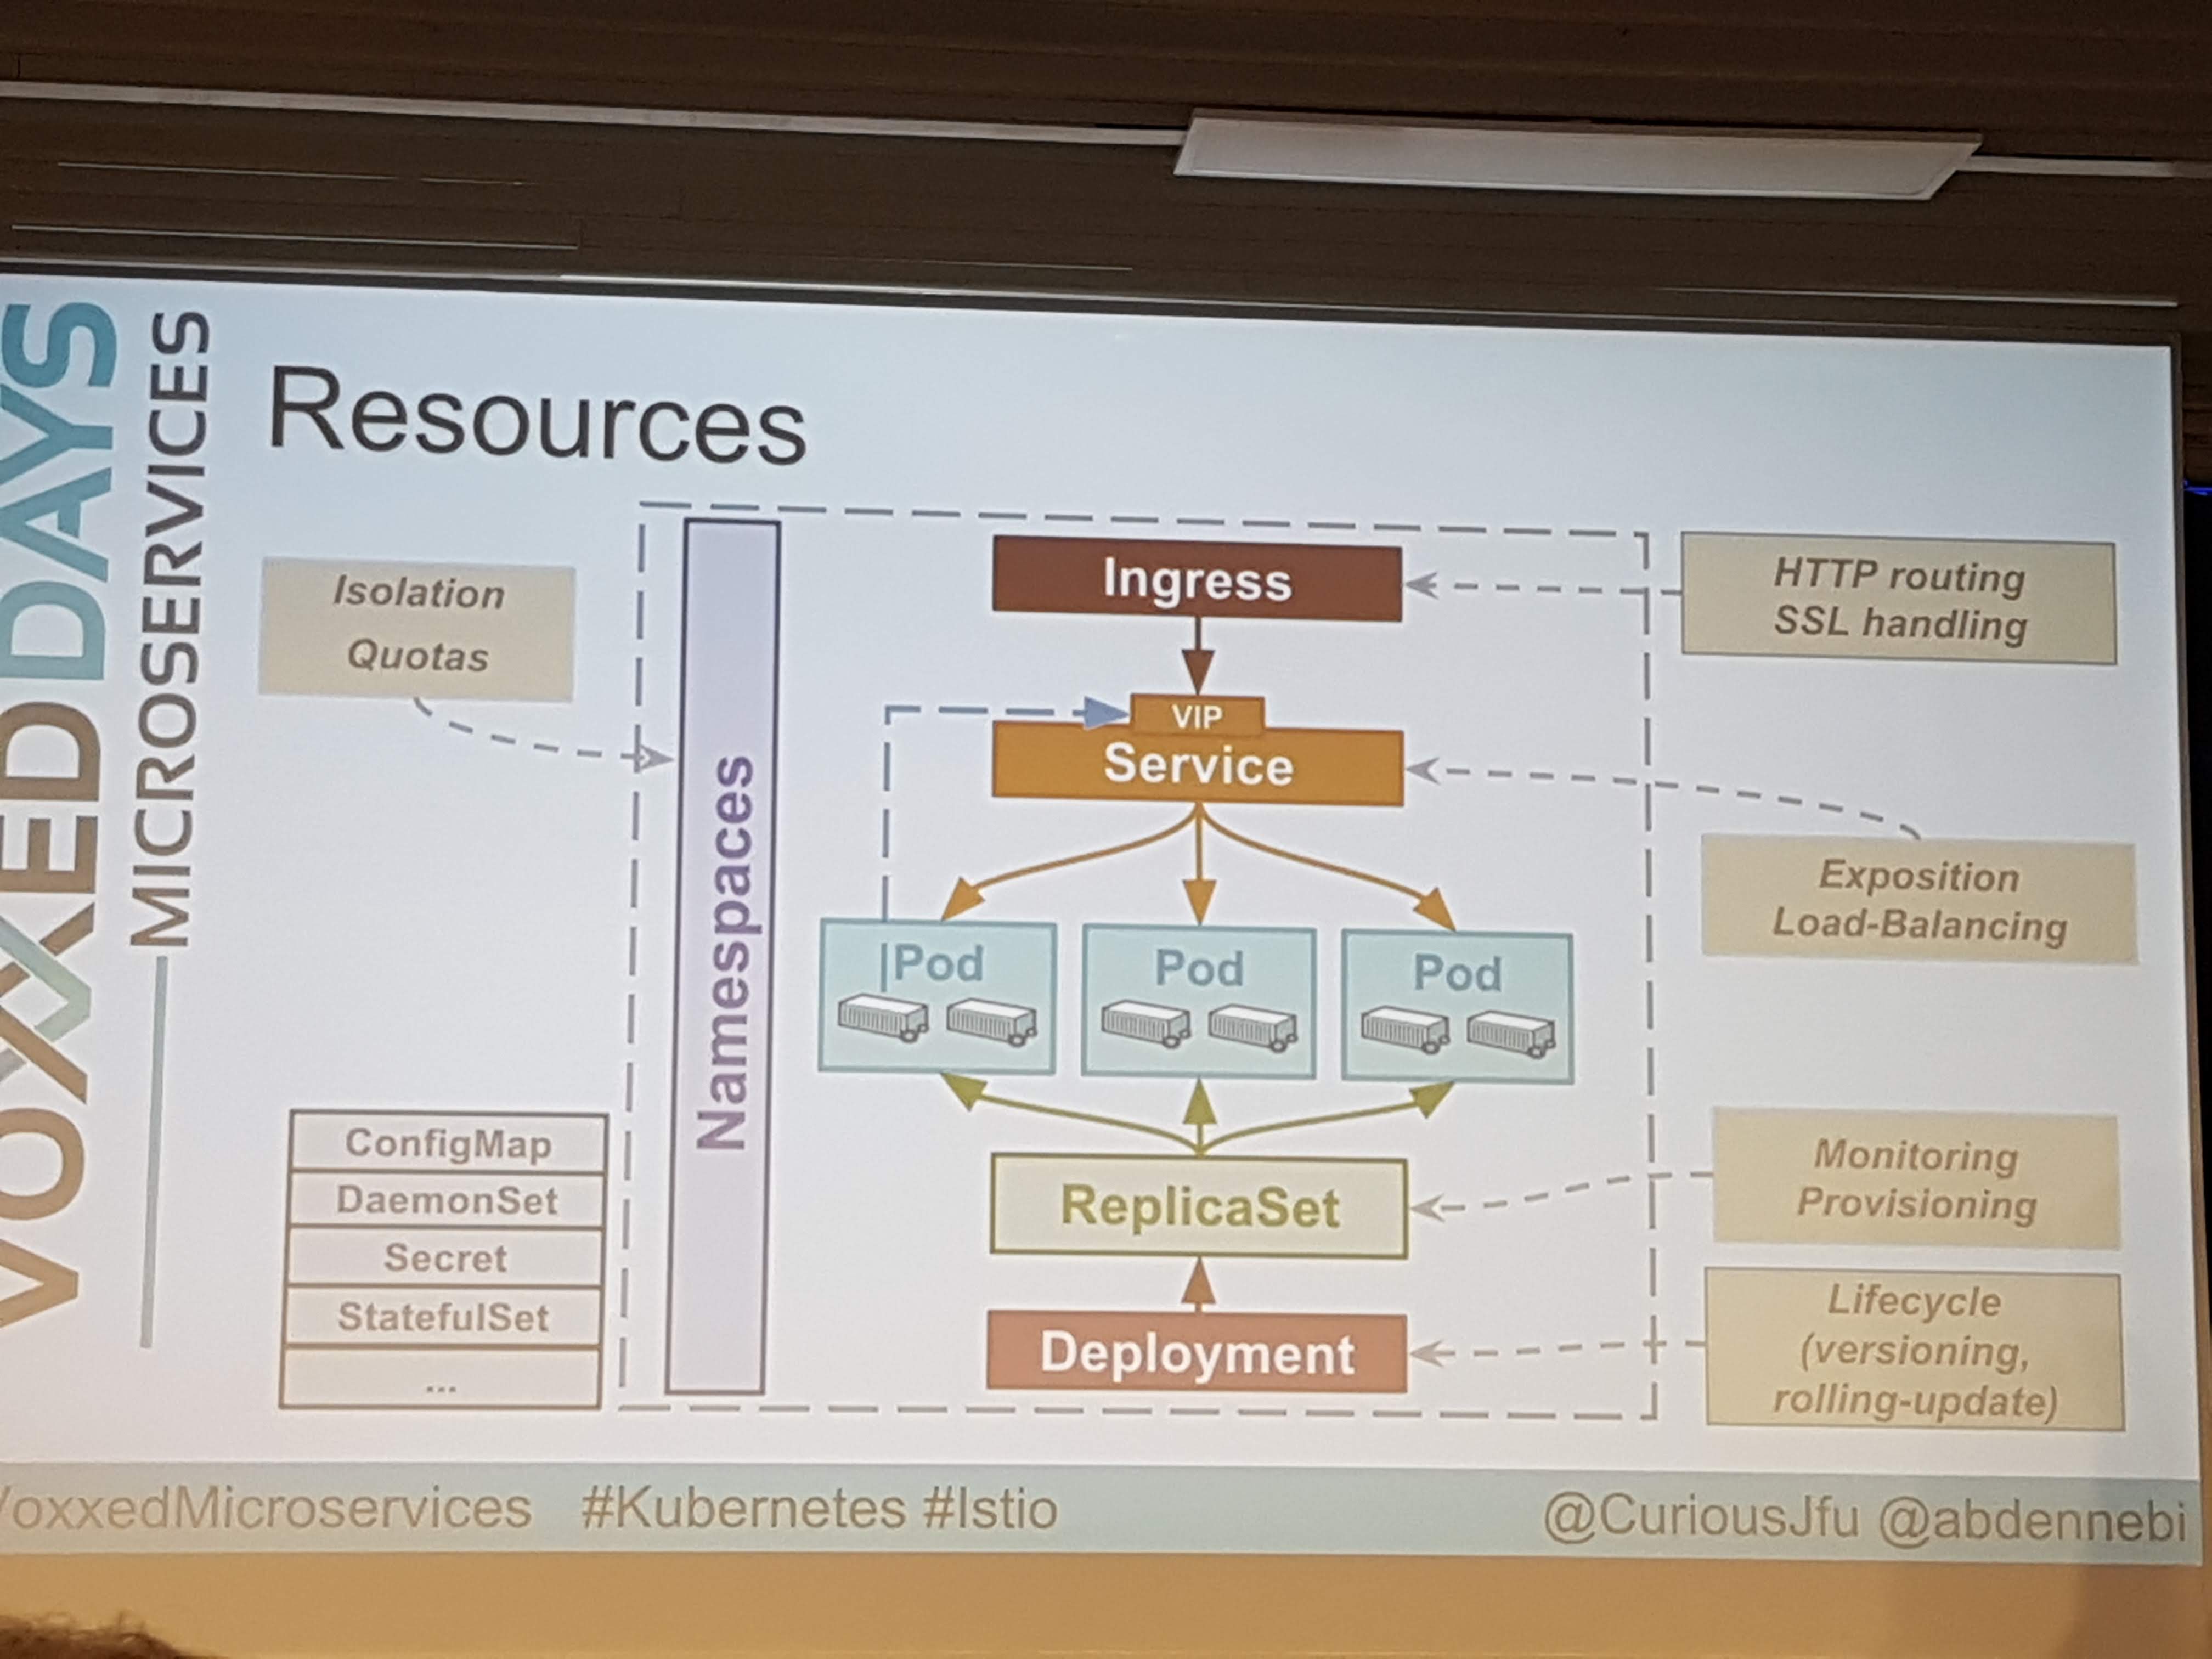 VOXXED DAYS
MICROSERVICES
Resources
Isolation
Quotas
Namespaces
Ingress
HTTP routing
SSL handling
VIP
Service
Exposition
Load-Balancing
|Pod
Pod
Pod
ConfigMap
DaemonSet
Secret
StatefulSet
...
ReplicaSet
Monitoring
Provisioning
Deployment
Lifecycle
(versioning,
rolling-update)
VoxxedMicroservices #Kubernetes #Istio
@CuriousJfu @abdennebi